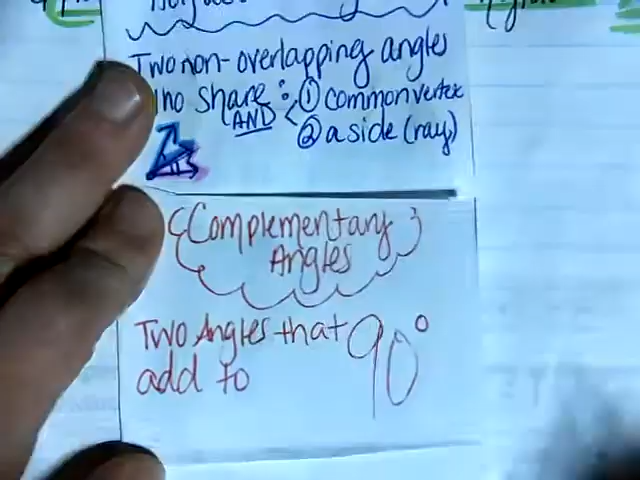 Two non-overlapping angles
who share: ① common vertex
AND
② a side (ray)
Complementary
Angles
Two Angles that 90°
add to